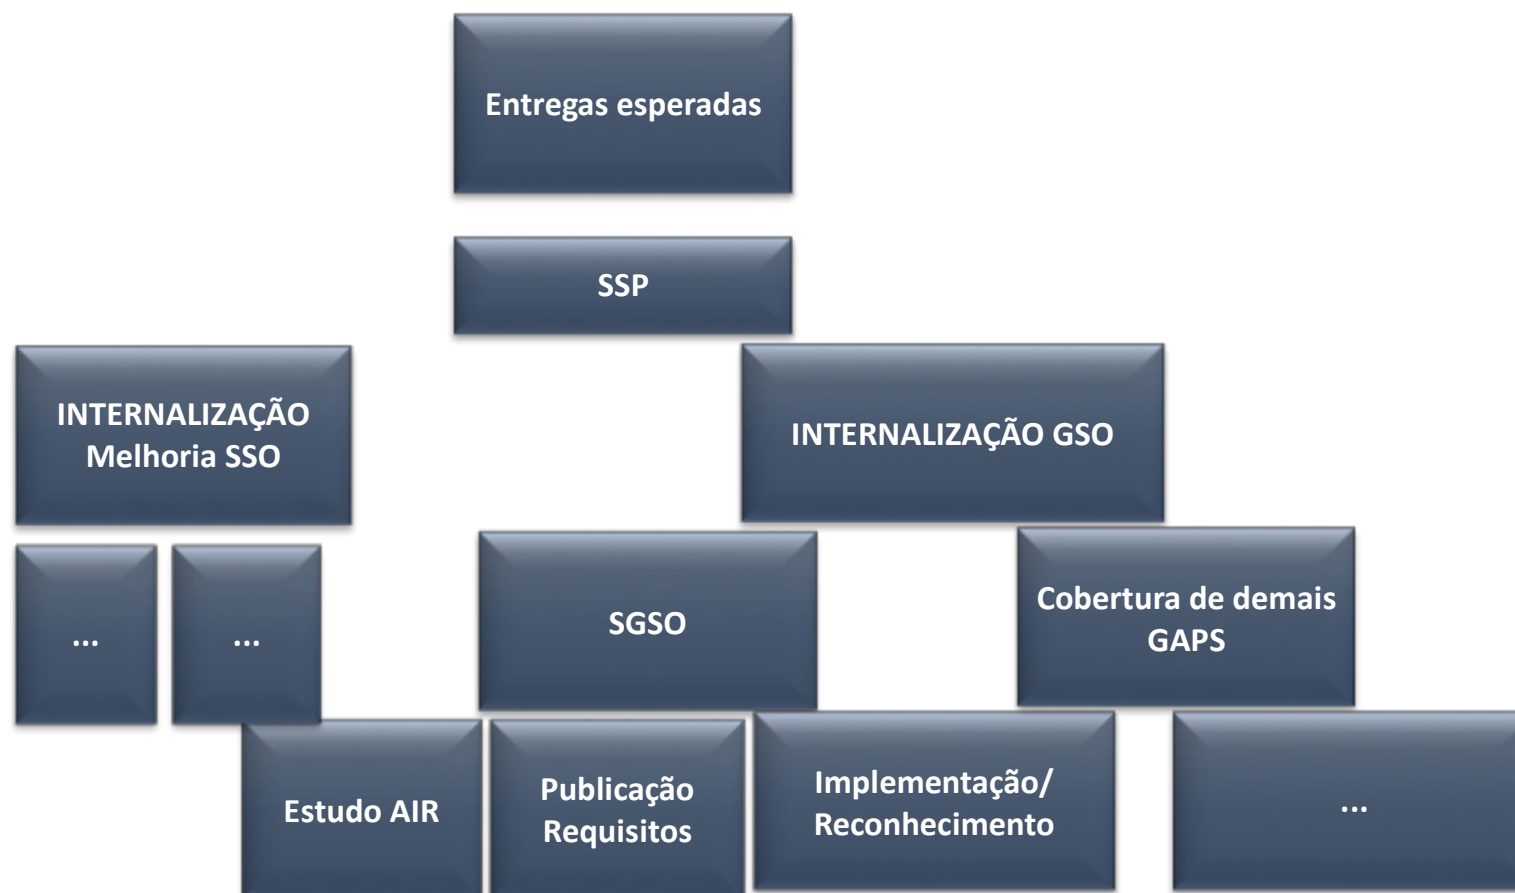 Entregas esperadas
SSP
INTERNALIZAÇÃO
Melhoria SSO
INTERNALIZAÇÃO GSO
...
...
SGSO
Cobertura de demais
GAPS
Estudo AIR
Publicação
Requisitos
Implementação/
Reconhecimento
...